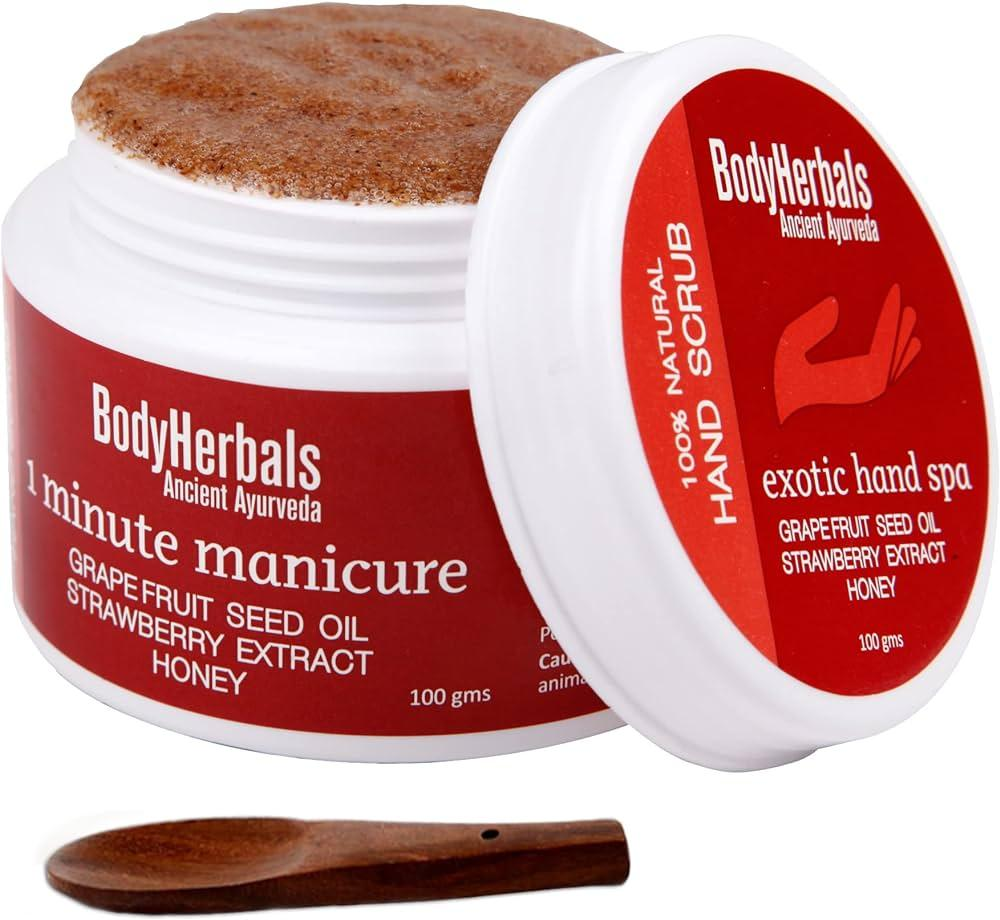 BodyHerbals
Ancient Ayurveda
1 minute manicure
GRAPE FRUIT SEED OIL
STRAWBERRY EXTRACT
HONEY
100 gms
BodyHerbals
Ancient Ayurveda
100% NATURAL
HAND SCRUB
exotic hand spa
GRAPE FRUIT SEED OIL
STRAWBERRY EXTRACT
HONEY
100 gms